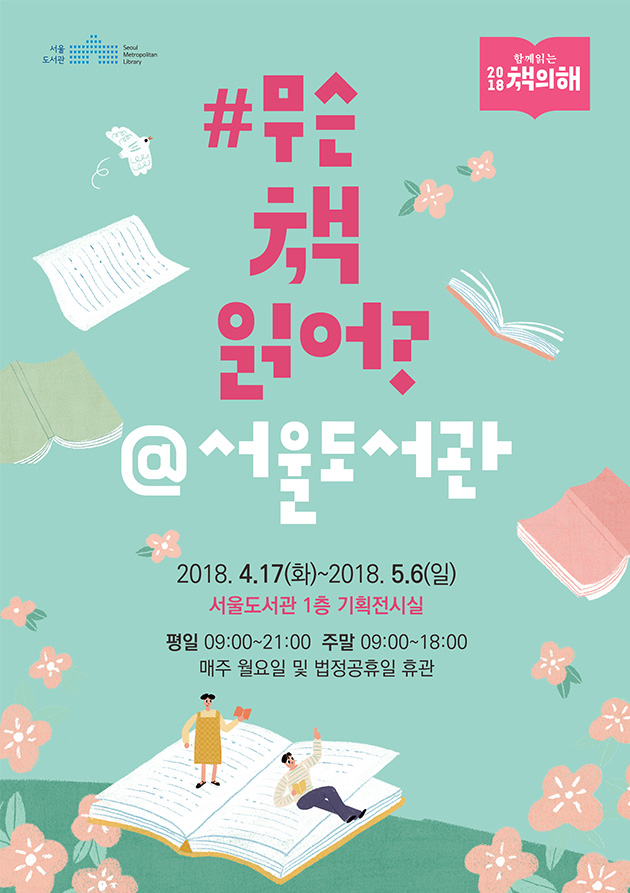 서울
도서관
Seoul
Metropolitan
Library
함께읽는
2018 책의해
#무슨
책
읽어?
@서울도서관
2018. 4.17(화)~2018. 5.6(일)
서울도서관 1층 기획전시실
평일 09:00~21:00 주말 09:00~18:00
매주 월요일 및 법정공휴일 휴관